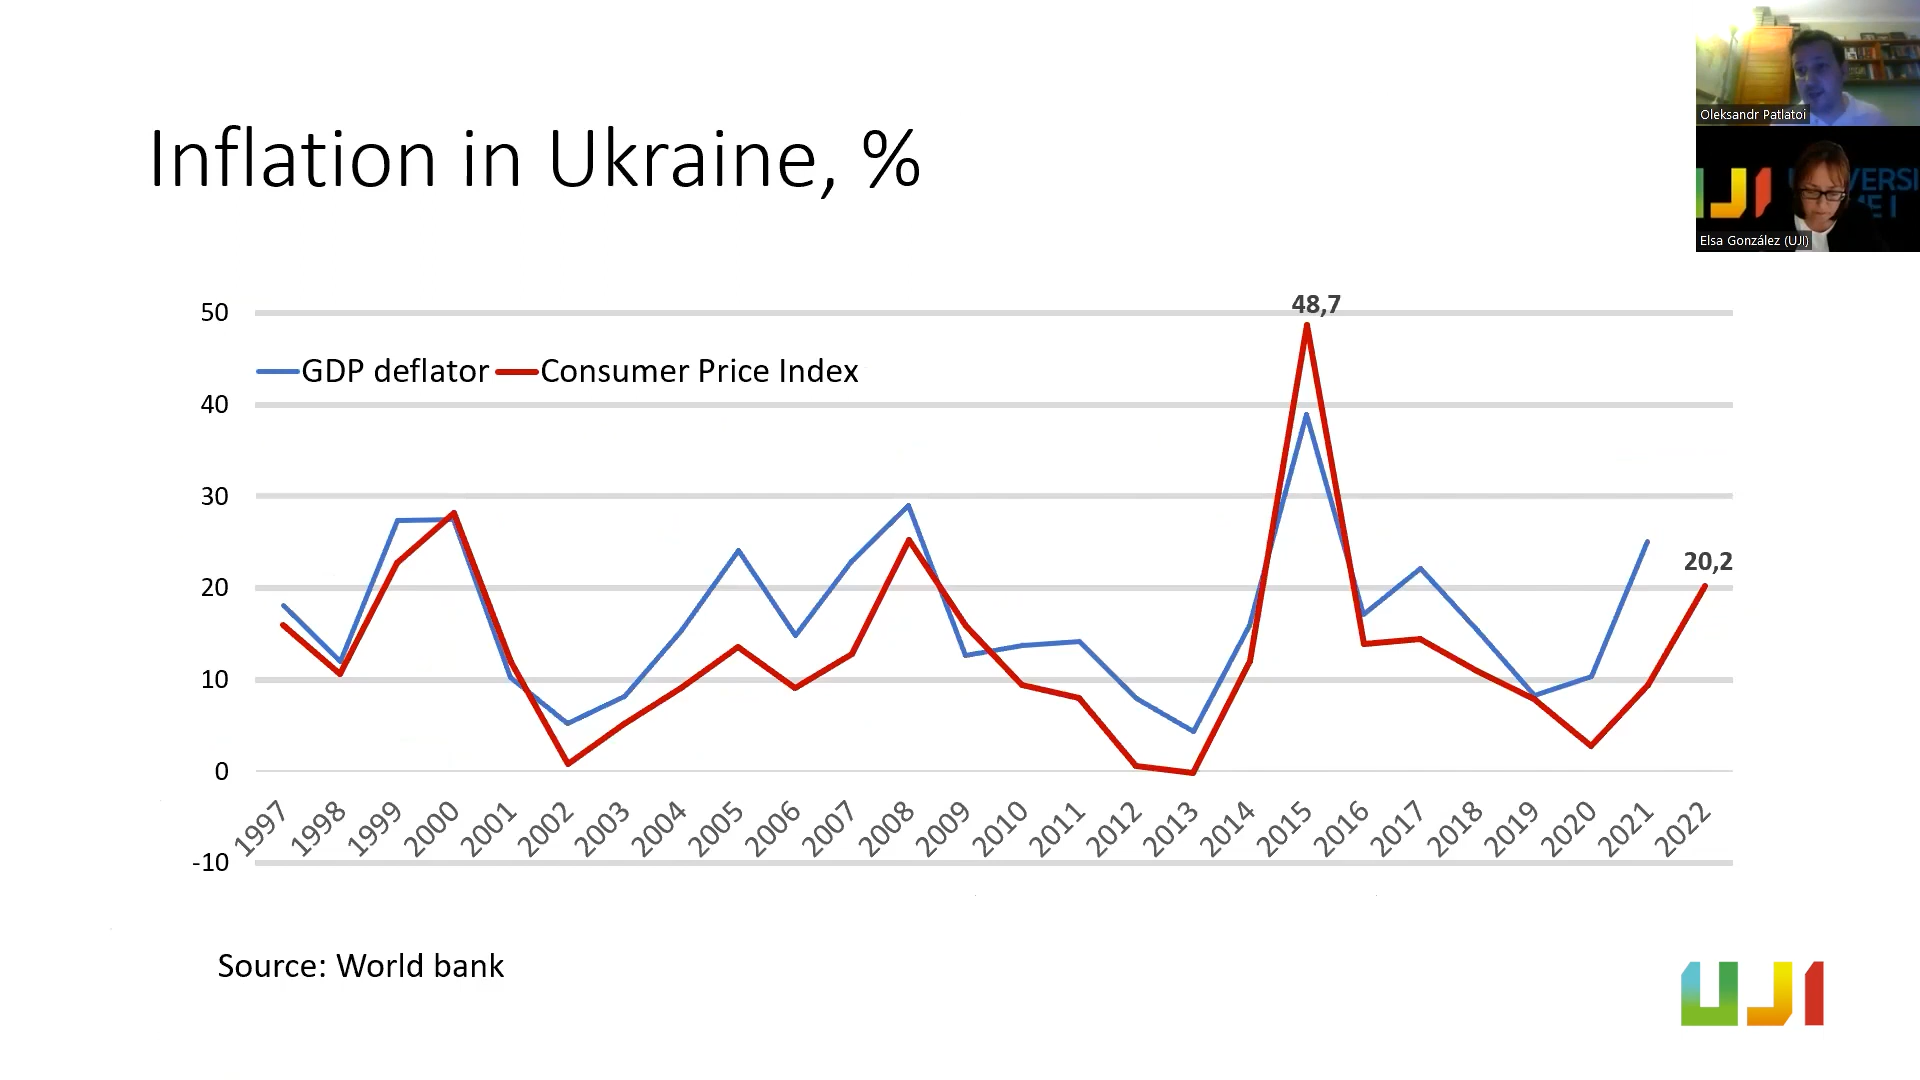 Inflation in Ukraine, %
Oleksandr Patlatoi
UJI
Elsa González (UJI)
48,7
50
GDP deflator Consumer Price Index
40
30
20,2
20
10
0
1997 1998 1999 2000 2001 2002 2003 2004 2005 2006 2007 2008 2009 2010 2011 2012 2013 2014 2015 2016 2017 2018 2019 2020 2021 2022
-10
Source: World bank
UJI